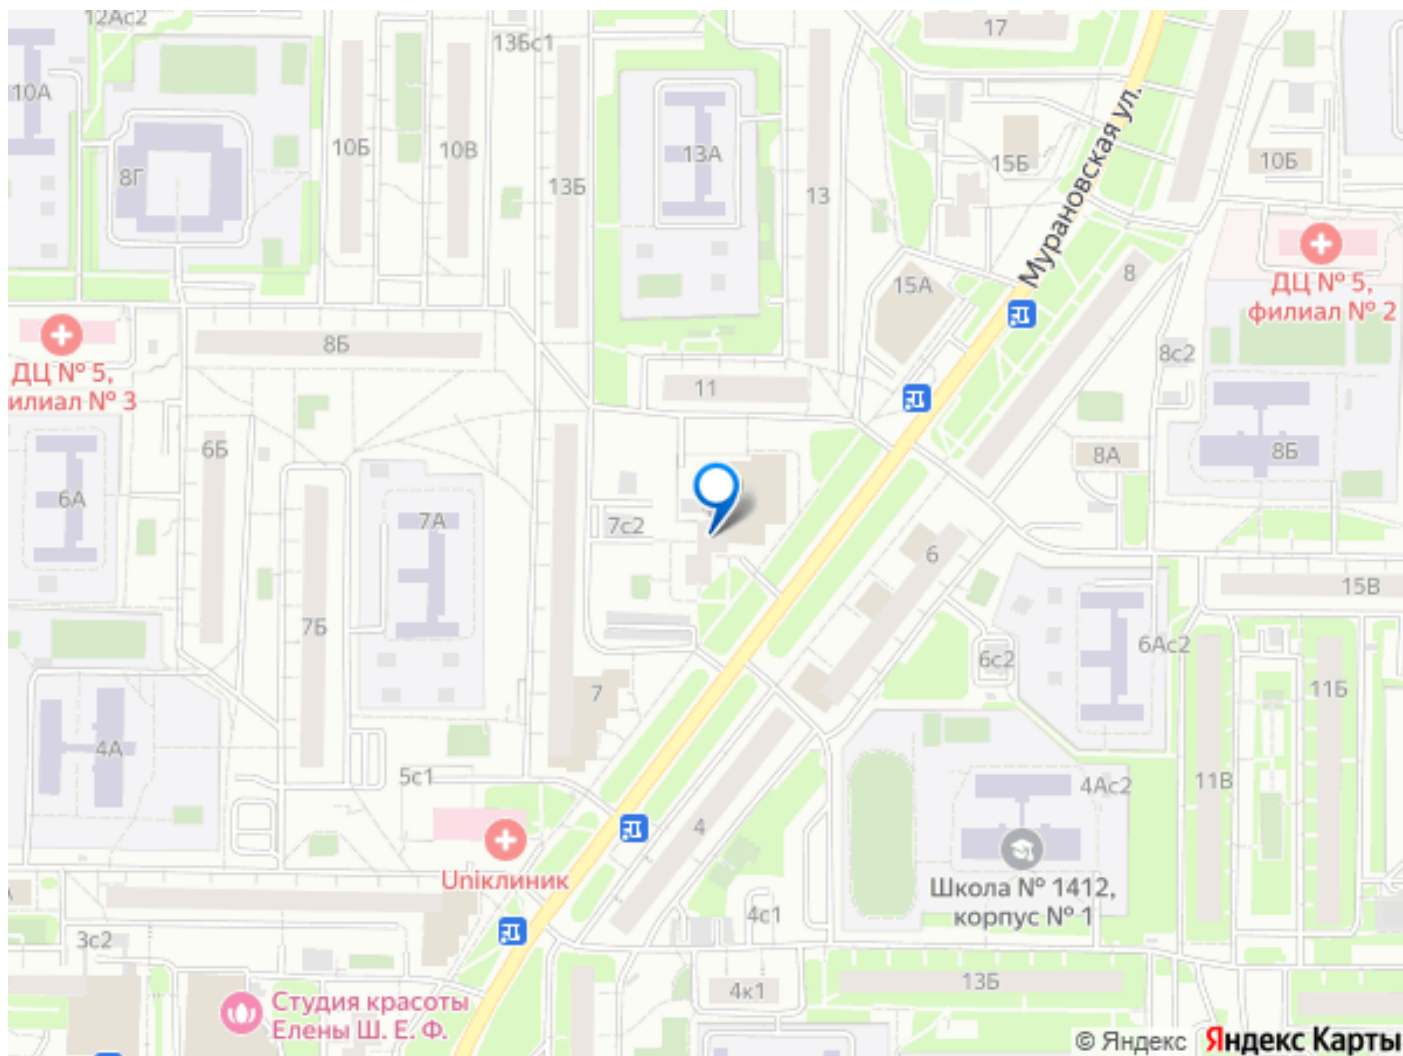 12Ас2
13Бс1
17
10А
10Б
10В
13А
15Б
10Б
8Г
13Б
13
Мурановская ул.
8
15А
ДЦ № 5,
филиал № 2
8Б
ДЦ № 5,
илиал № 3
8с2
11
6Б
8А
8Б
6А
7А
7с2
6
15В
7Б
6Ас2
6с2
11Б
7
4А
5с1
11В
4Ас2
4
Uniклиник
Школа № 1412,
корпус № 1
4с1
3с2
13Б
4к1
Студия красоты
Елены Ш. Е. Ф.
© Яндекс Яндекс Карты